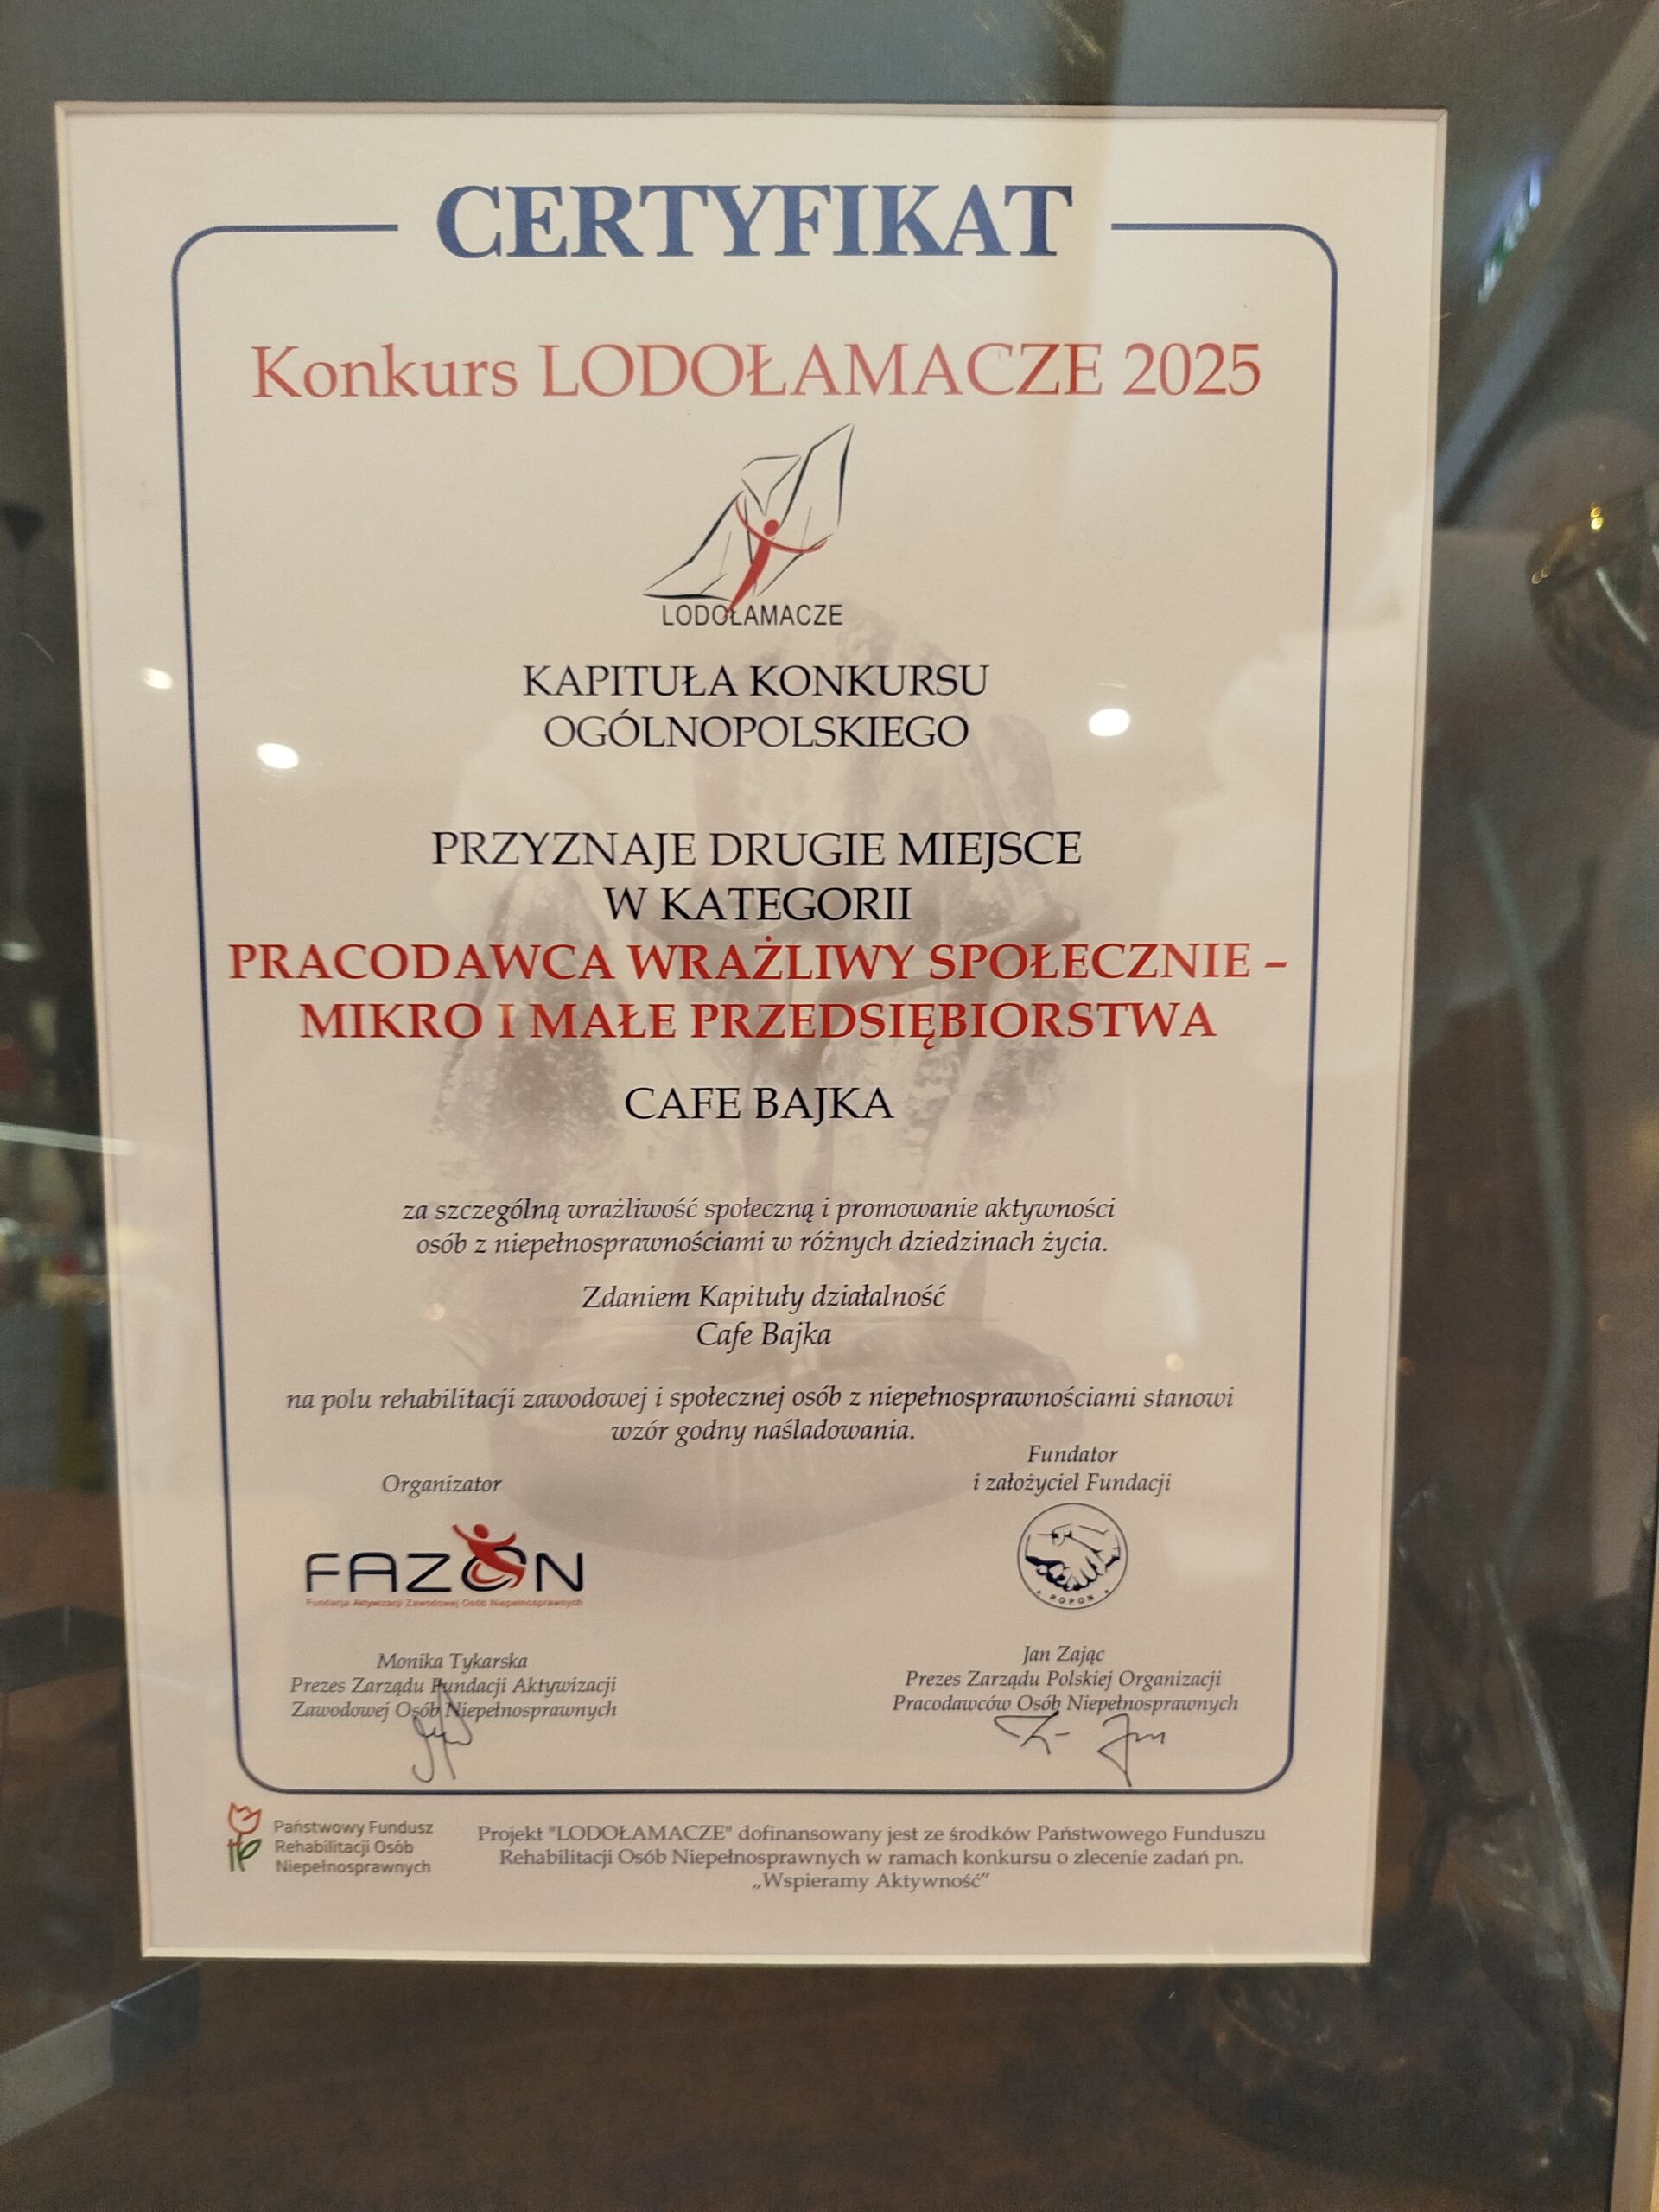 CERTYFIKAT
Konkurs LODOŁAMACZE 2025
LODOŁAMACZE
KAPITUŁA KONKURSU
OGÓLNOPOLSKIEGO
PRZYZNAJE DRUGIE MIEJSCE
W KATEGORII
PRACODAWCA WRAŻLIWY SPOŁECZNIE –
MIKRO I MAŁE PRZEDSIĘBIORSTWA
CAFE BAJKA
za szczególną wrażliwość społeczną i promowanie aktywności
osób z niepełnosprawnościami w różnych dziedzinach życia.
Zdaniem Kapituły działalność
Cafe Bajka
na polu rehabilitacji zawodowej i społecznej osób z niepełnosprawnościami stanowi
wzór godny naśladowania.
Organizator
FAZON
Fundacja Aktywizacji Zawodowej Osób Niepełnosprawnych
Monika Tykarska
Prezes Zarządu Fundacji Aktywizacji
Zawodowej Osób Niepełnosprawnych
Fundator
i założyciel Fundacji
POPON
Jan Zając
Prezes Zarządu Polskiej Organizacji
Pracodawców Osób Niepełnosprawnych
Państwowy Fundusz
Rehabilitacji Osób
Niepełnosprawnych
Projekt "LODOŁAMACZE" dofinansowany jest ze środków Państwowego Funduszu
Rehabilitacji Osób Niepełnosprawnych w ramach konkursu o zlecenie zadań pn.
„Wspieramy Aktywność”